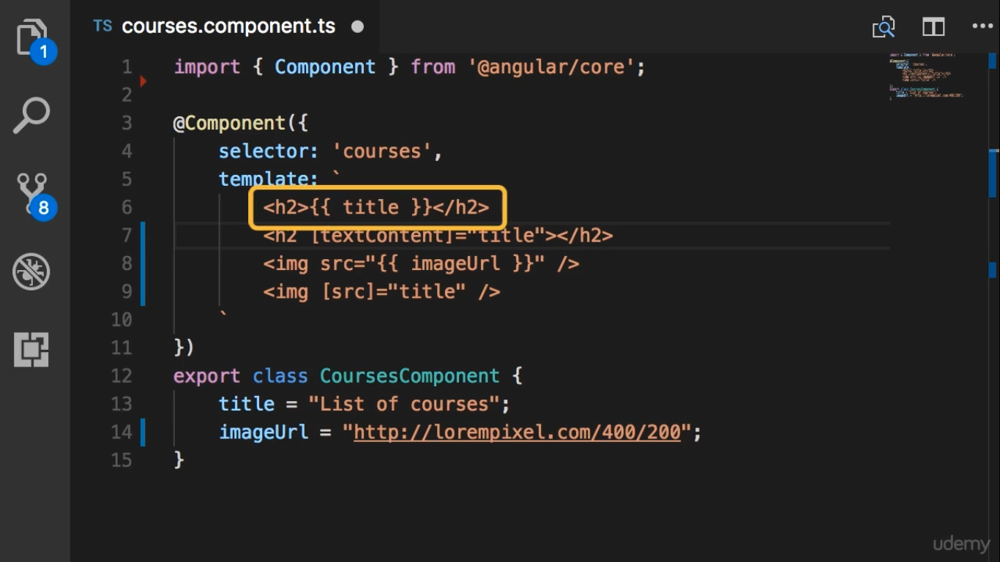 TS courses.component.ts
1
8
1 import { Component } from '@angular/core';
2
3 @Component({
4 selector: 'courses',
5 template: `
6 <h2>{{ title }}</h2>
7 <h2 [textContent]="title"></h2>
8 <img src="{{ imageUrl }}" />
9 <img [src]="title" />
10 `
11 })
12 export class CoursesComponent {
13 title = "List of courses";
14 imageUrl = "http://lorempixel.com/400/200";
15 }
udemy